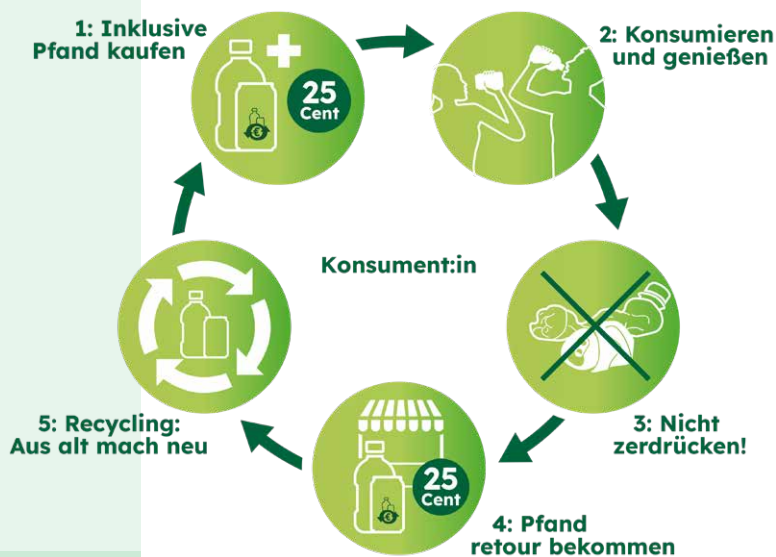 1: Inklusive
Pfand kaufen
25
Cent
€
2: Konsumieren
und genießen
Konsument:in
3: Nicht
zerdrücken!
25
Cent
€
4: Pfand
retour bekommen
5: Recycling:
Aus alt mach neu